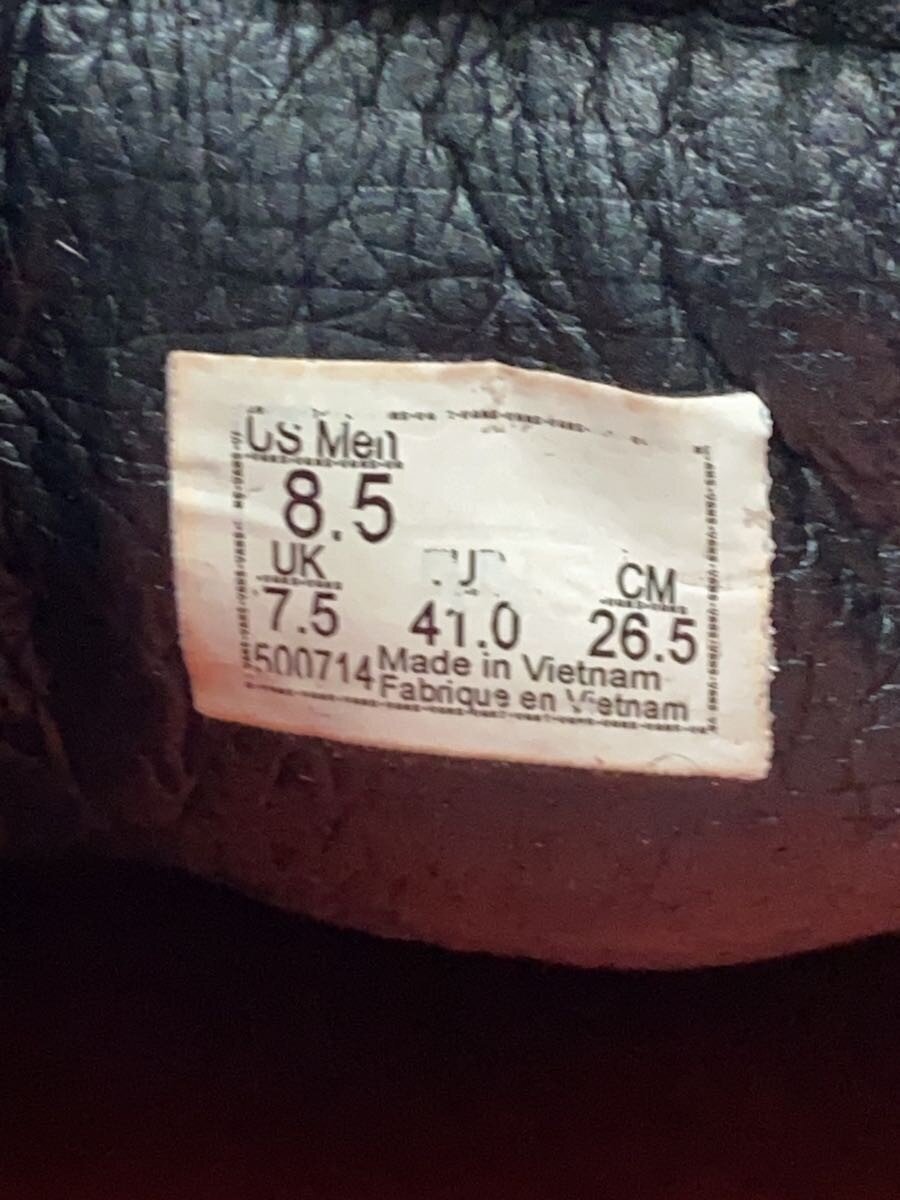 US Men
8.5
UK CM
7.5 41.0 26.5
500714 Made in Vietnam
Fabrique en Vietnam